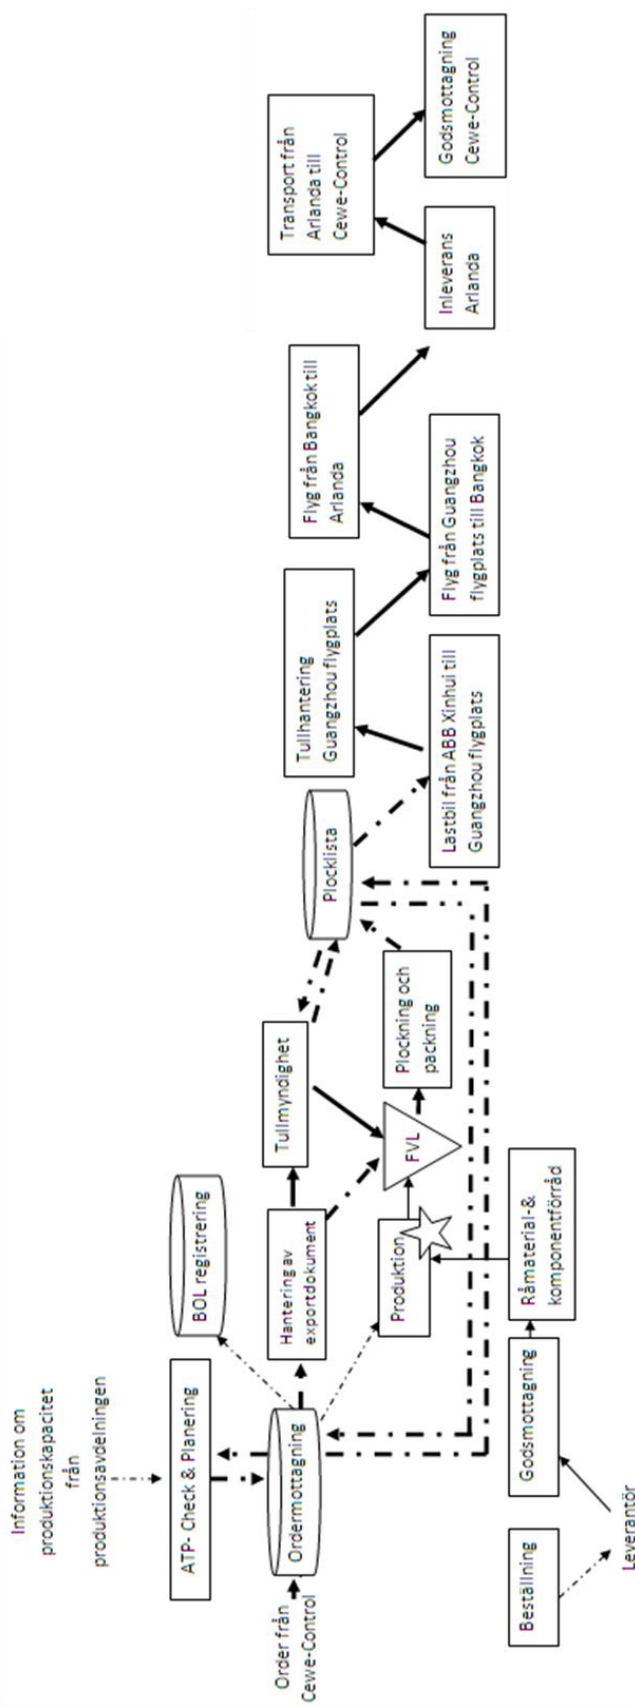 Information om
produktionskapacitet
från
produktionsavdelningen
ATP- Check & Planering
BOL registrering
Order från
Cewe-Control
Ordermottagning
Hantering av
exportdokument
Tullmyndighet
Plocklista
Produktion
FVL
Plockning och
packning
Beställning
Leverantör
Godsmottagning
Råmaterial-&
komponentförråd
Lastbil från ABB Xinhui till
Guangzhou flygplats
Tullhantering
Guangzhou flygplats
Flyg från Guangzhou
flygplats till Bangkok
Flyg från Bangkok till
Arlanda
Inleverans
Arlanda
Transport från
Arlanda till
Cewe-Control
Godsmottagning
Cewe-Control